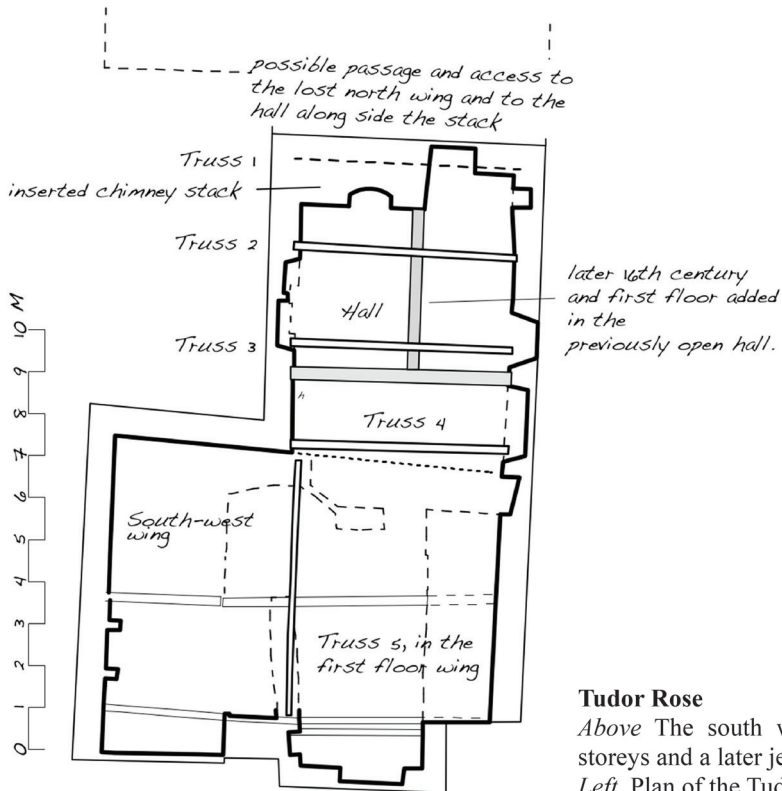 possible passage and access to
the lost north wing and to the
hall along side the stack
Truss 1
inserted chimney stack
Truss 2
later 16th century
and first floor added
in the
previously open hall.
Hall
Truss 3
10 M
9
8
7
6
5
4
3
2
1
0
h
Truss 4
South-west
wing
Truss 5, in the
first floor wing
Tudor Rose
Above The south
storeys and a later
Left Plan of the